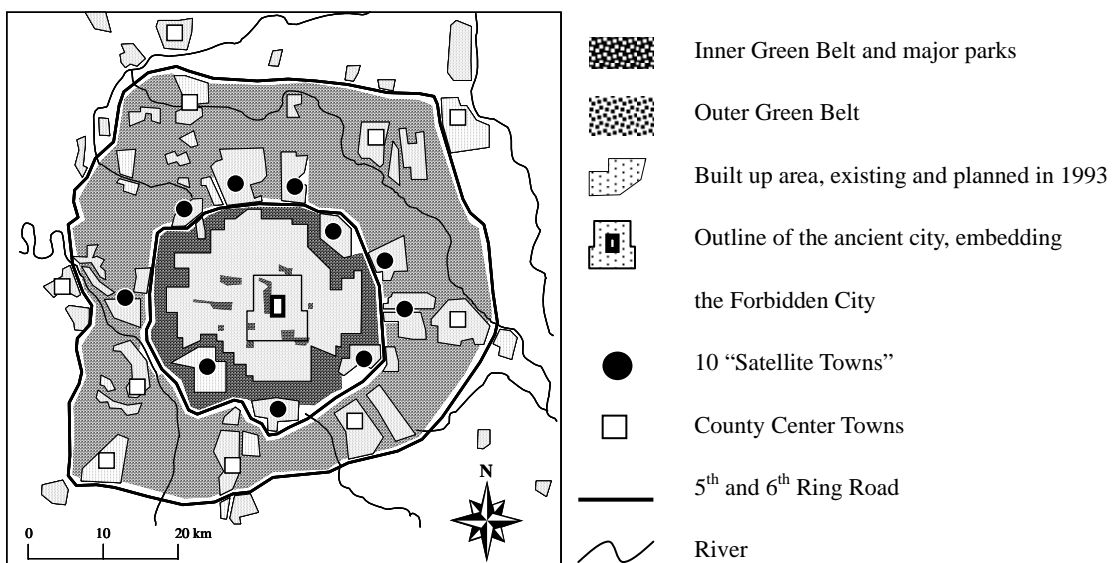 Inner Green Belt and major parks
Outer Green Belt
Built up area, existing and planned in 1993
Outline of the ancient city, embedding
the Forbidden City
10 “Satellite Towns”
County Center Towns
5th and 6th Ring Road
River
N
0 10 20 km